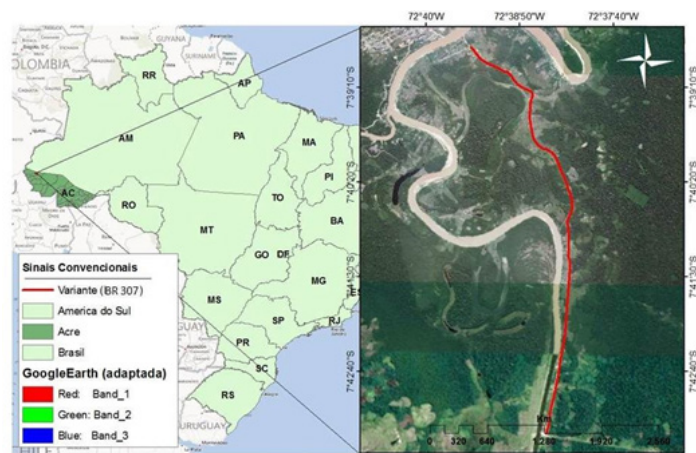 72°40'W 72°38'50"W 72°37'40"W
GUYANA
SURINAME
COLOMBIA
RR
AP
AM
PA
MA
PI
AC
RO
TO
BA
MT
GO
DF
MG
MS
SP
RJ
PR
SC
RS
URUGUAY
7°39'10"S
7°40'20"S
7°41'30"S
7°42'40"S
Sinais Convencionais
Variante (BR 307)
America do Sul
Acre
Brasil
GoogleEarth (adaptada)
Red: Band_1
Green: Band_2
Blue: Band_3
Km
0 320 640 1.280 1.920 2.560